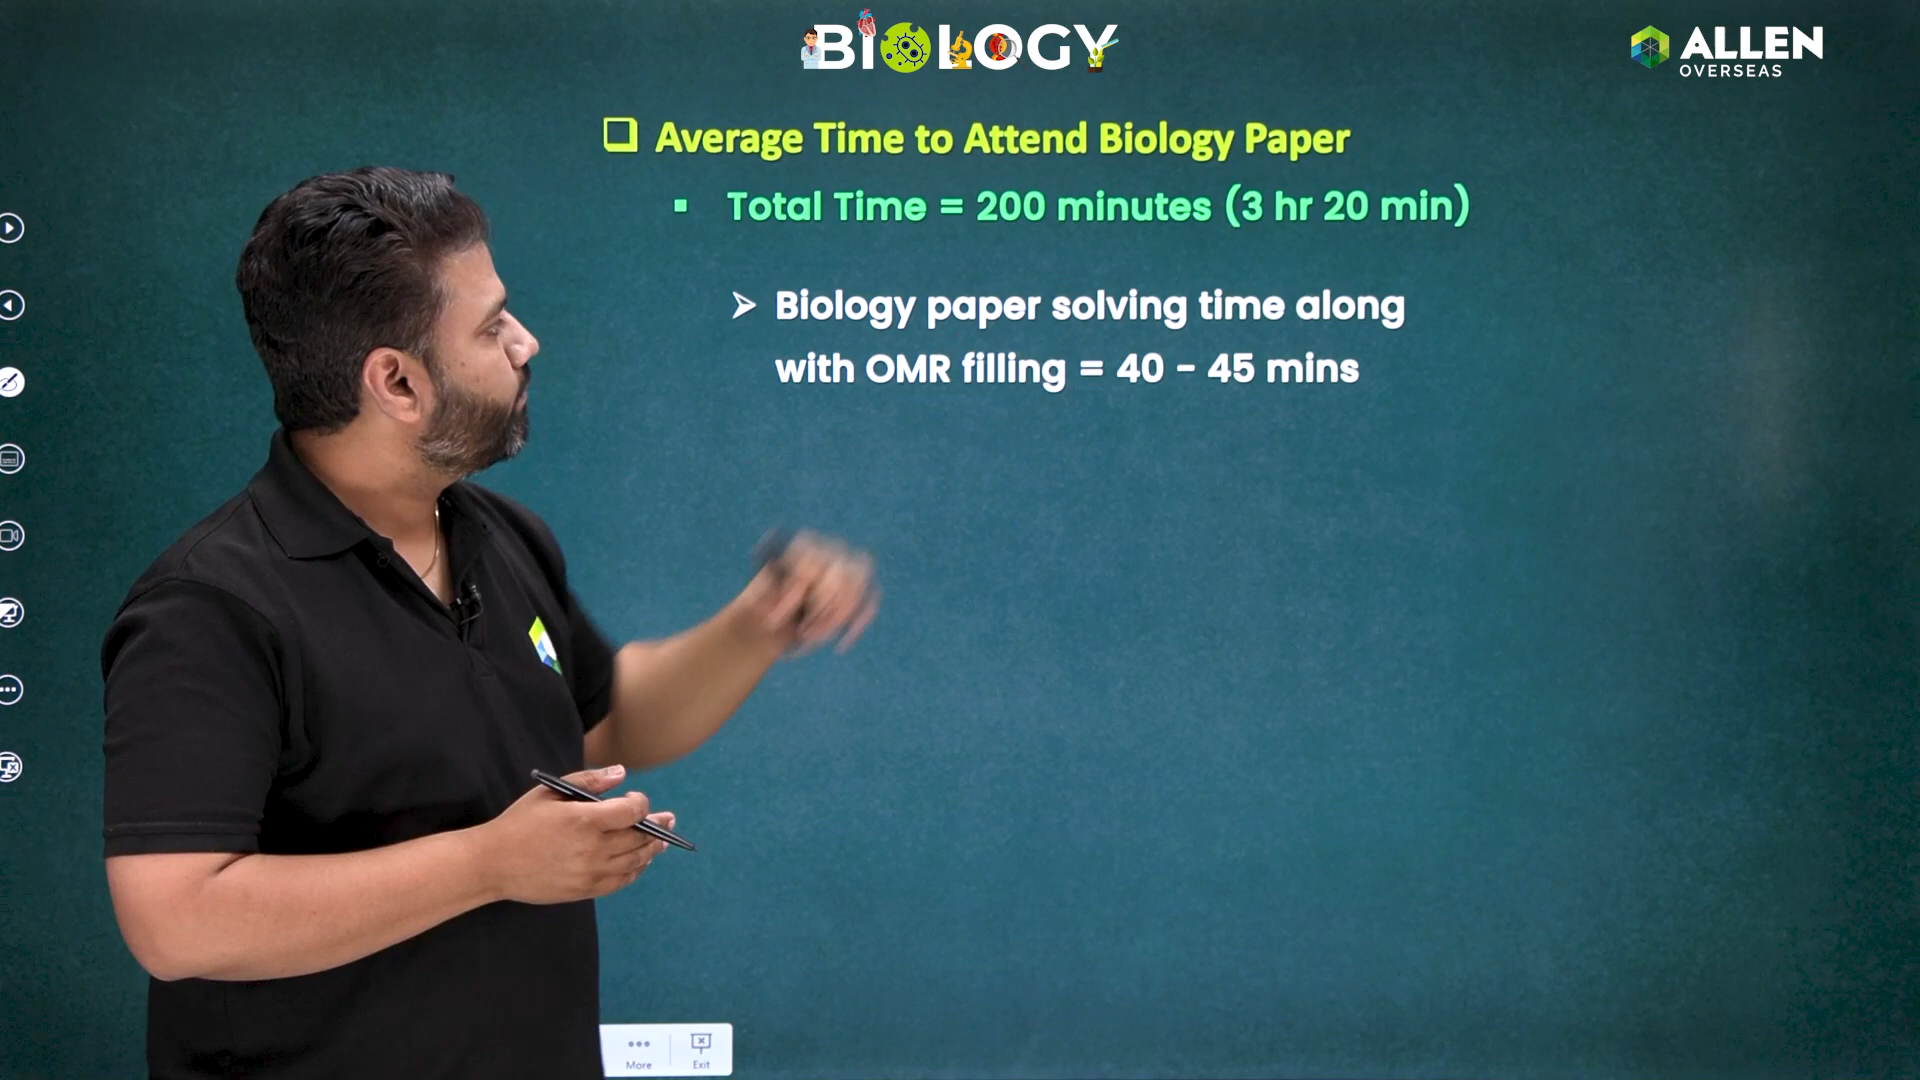 BIOLOGY
ALLEN
OVERSEAS
❑ Average Time to Attend Biology Paper
▪ Total Time = 200 minutes (3 hr 20 min)
➢ Biology paper solving time along
with OMR filling = 40 - 45 mins
More Exit